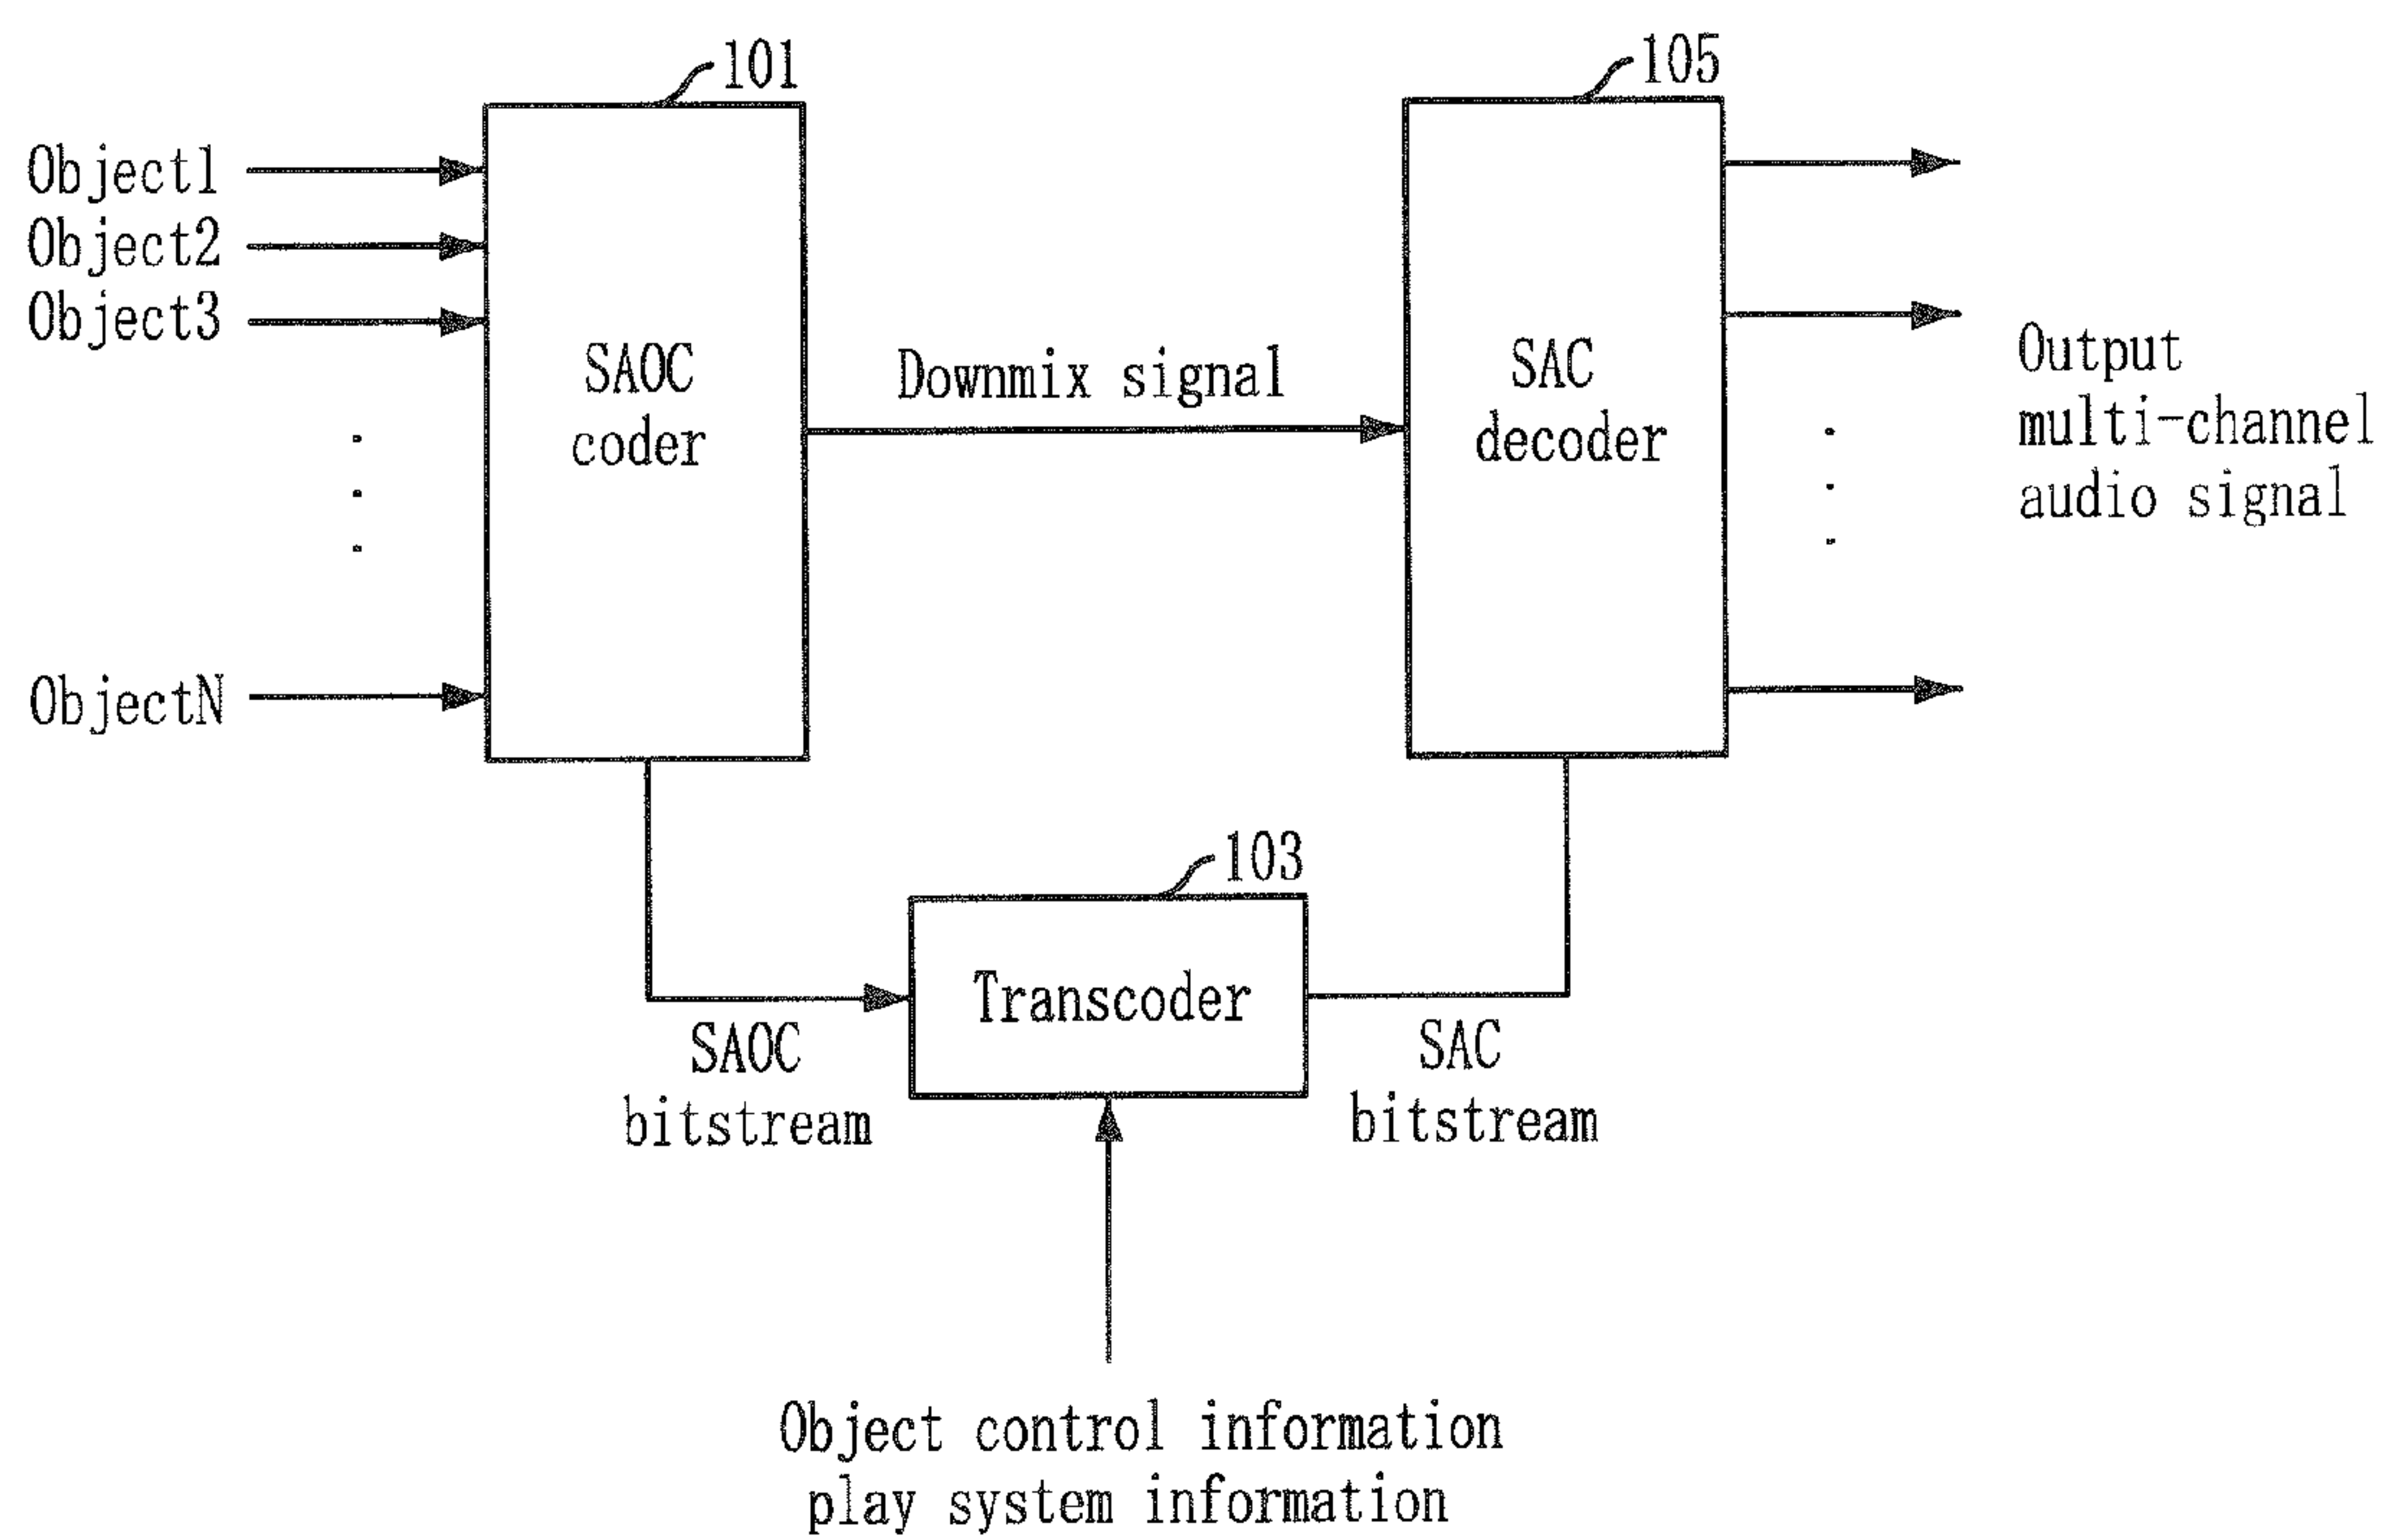 101
105
Object1
Object2
Object3
ObjectN
SAOC
coder
Downmix signal
SAC
decoder
Output
multi-channel
audio signal
103
Transcoder
SAOC
bitstream
SAC
bitstream
Object control information
play system information